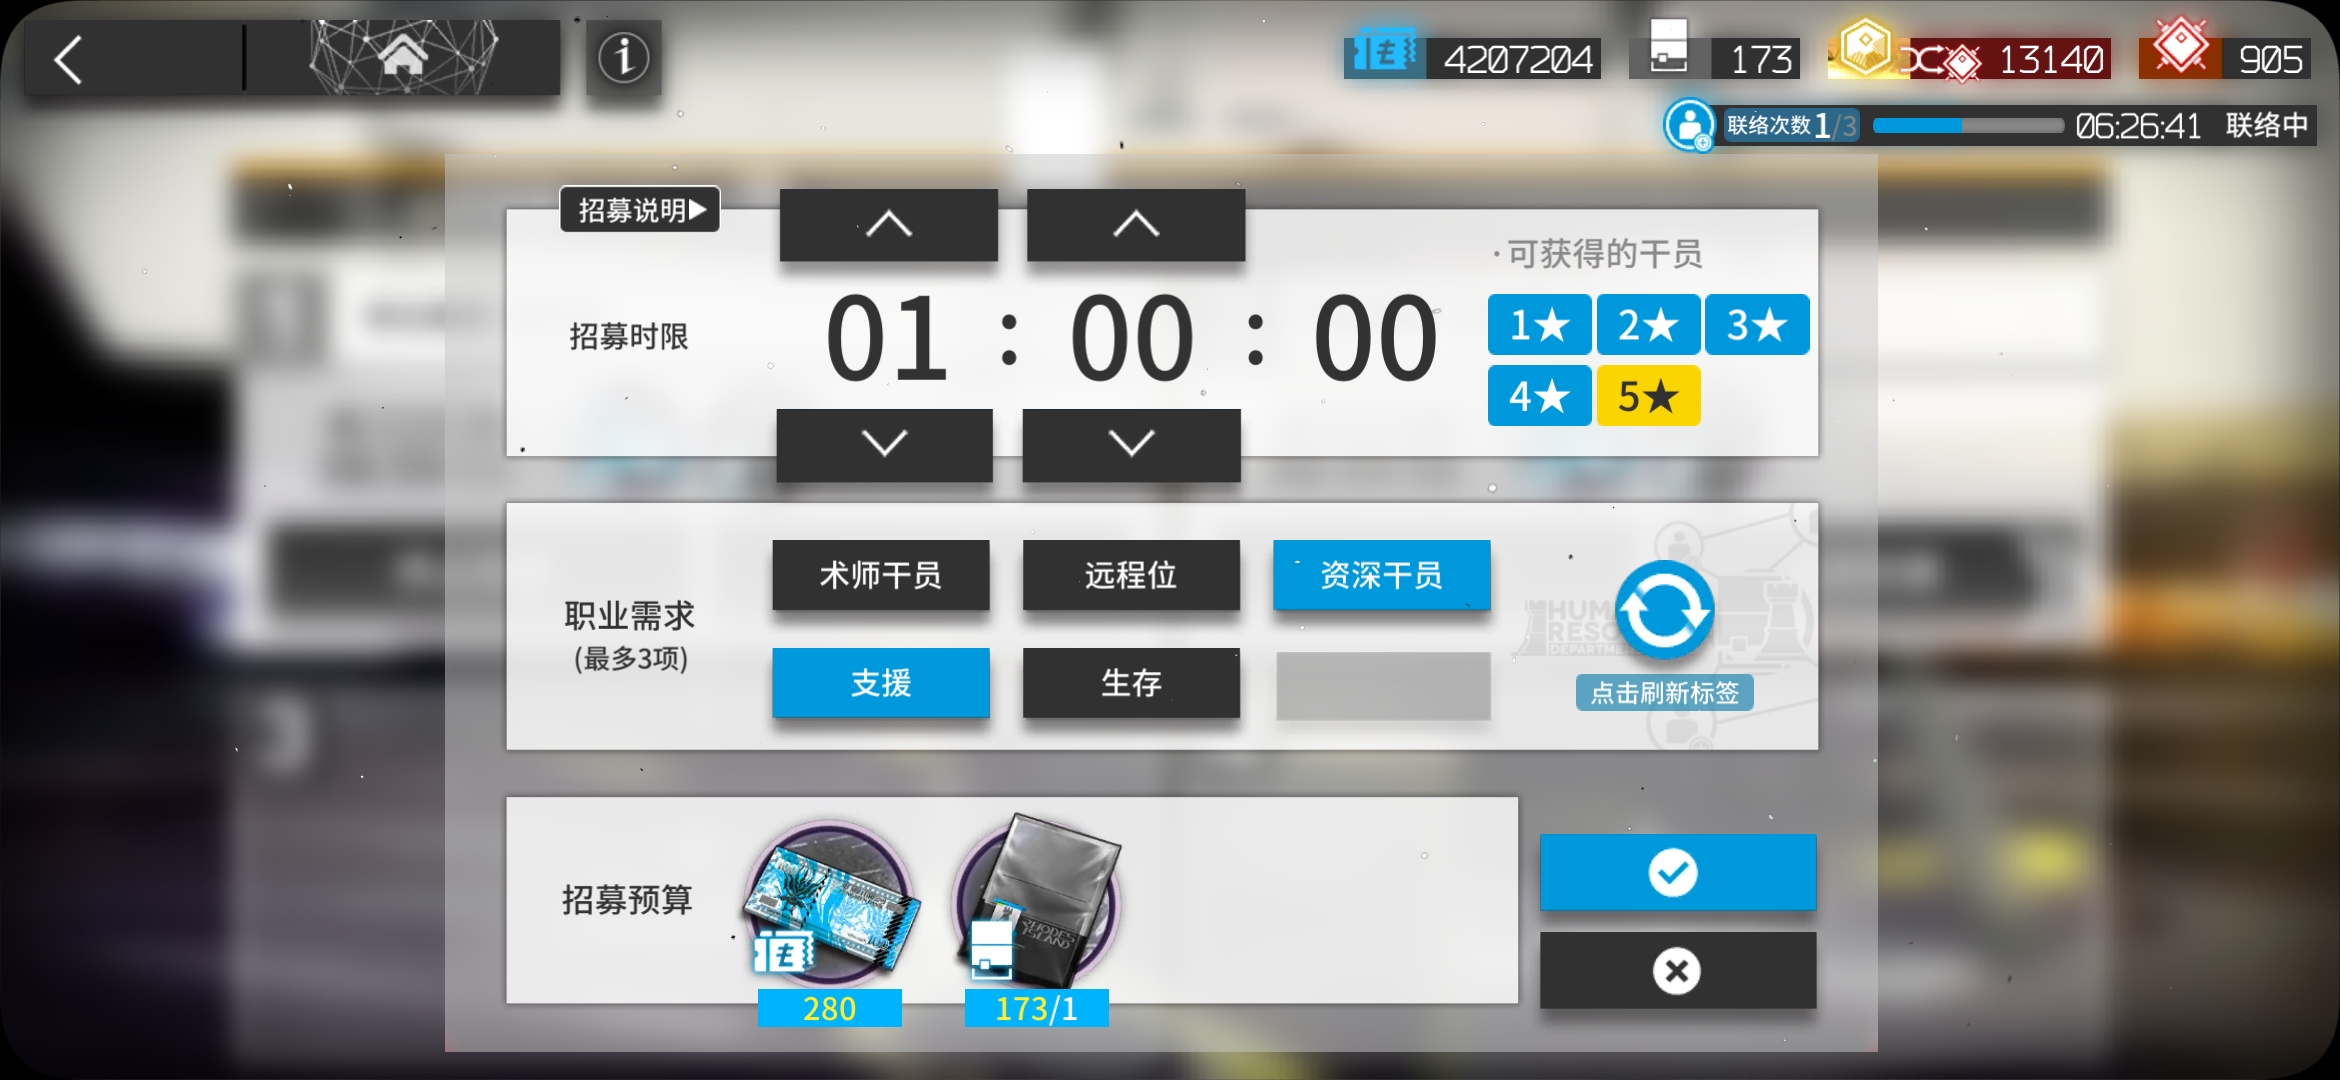 4207204
173
13140
905
联络次数1/3
06:26:41
联络中
招募说明
招募时限
01 : 00 : 00
·可获得的干员
1★ 2★ 3★
4★ 5★
职业需求
(最多3项)
术师干员
远程位
资深干员
支援
生存
点击刷新标签
招募预算
RHODES
ISLAND
280
173/1